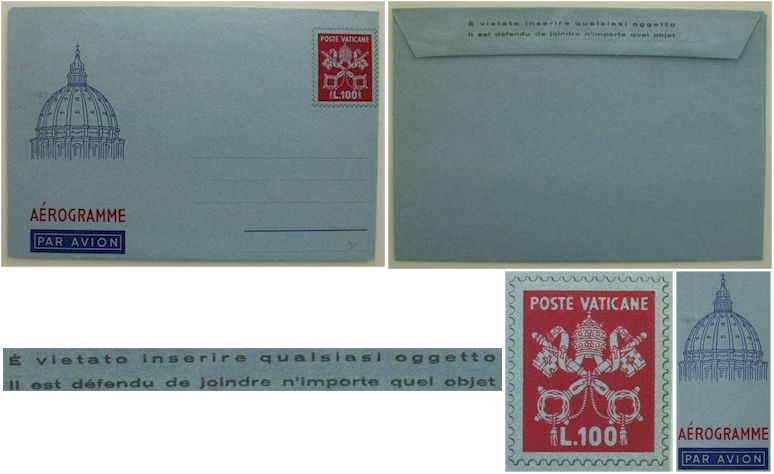 POSTE VATICANE
L.100
AÉROGRAMME
PAR AVION
È vietato inserire qualsiasi oggetto
Il est défendu de joindre n'importe quel objet
È vietato inserire qualsiasi oggetto
Il est défendu de joindre n'importe quel objet
POSTE VATICANE
L.100
AÉROGRAMME
PAR AVION